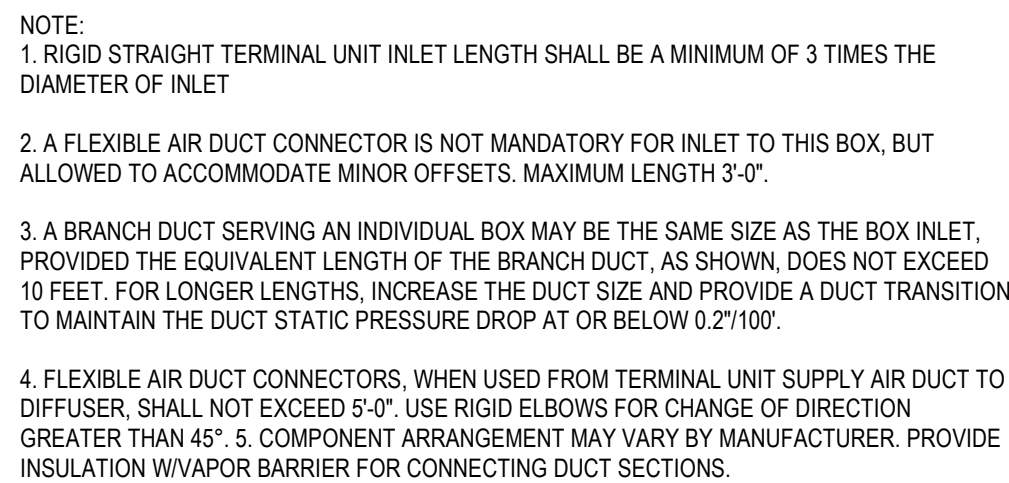 NOTE:
1. RIGID STRAIGHT TERMINAL UNIT INLET LENGTH SHALL BE A MINIMUM OF 3 TIMES THE
DIAMETER OF INLET
2. A FLEXIBLE AIR DUCT CONNECTOR IS NOT MANDATORY FOR INLET TO THIS BOX, BUT
ALLOWED TO ACCOMMODATE MINOR OFFSETS. MAXIMUM LENGTH 3'-0".
3. A BRANCH DUCT SERVING AN INDIVIDUAL BOX MAY BE THE SAME SIZE AS THE BOX INLET,
PROVIDED THE EQUIVALENT LENGTH OF THE BRANCH DUCT, AS SHOWN, DOES NOT EXCEED
10 FEET. FOR LONGER LENGTHS, INCREASE THE DUCT SIZE AND PROVIDE A DUCT TRANSITION
TO MAINTAIN THE DUCT STATIC PRESSURE DROP AT OR BELOW 0.2"/100'.
4. FLEXIBLE AIR DUCT CONNECTORS, WHEN USED FROM TERMINAL UNIT SUPPLY AIR DUCT TO
DIFFUSER, SHALL NOT EXCEED 5'-0". USE RIGID ELBOWS FOR CHANGE OF DIRECTION
GREATER THAN 45°. 5. COMPONENT ARRANGEMENT MAY VARY BY MANUFACTURER. PROVIDE
INSULATION W/VAPOR BARRIER FOR CONNECTING DUCT SECTIONS.